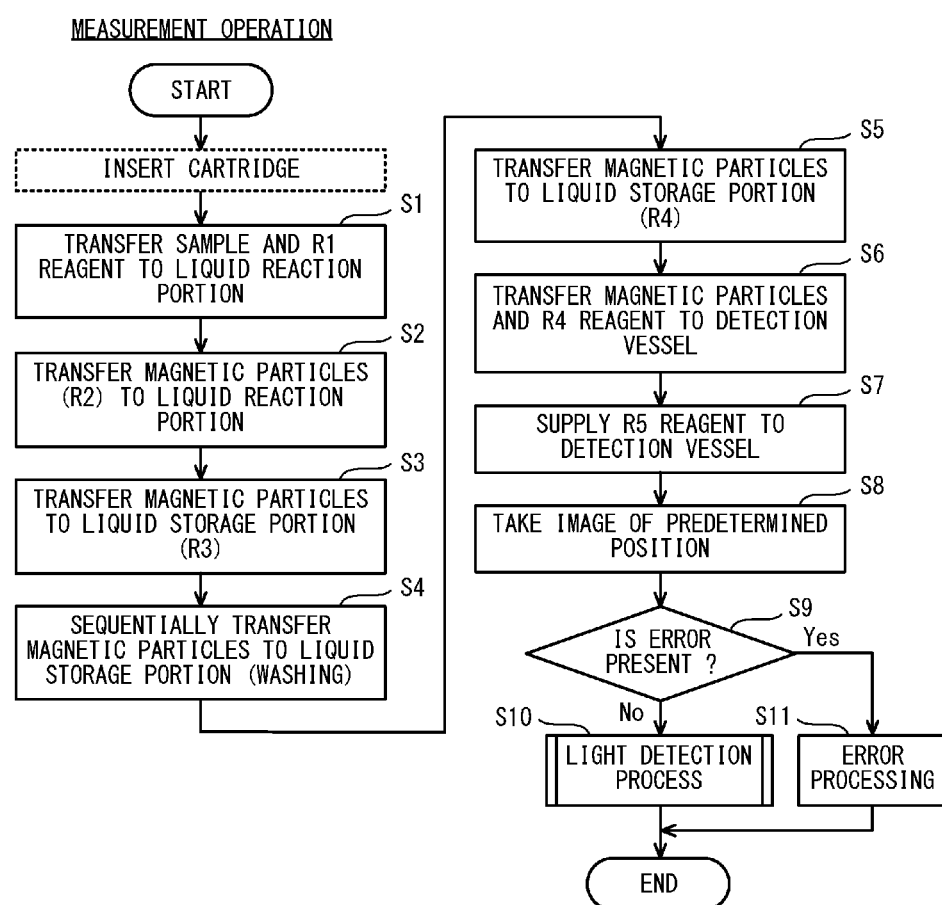 MEASUREMENT OPERATION
START
INSERT CARTRIDGE
S1
TRANSFER SAMPLE AND R1
REAGENT TO LIQUID REACTION
PORTION
S2
TRANSFER MAGNETIC PARTICLES
(R2) TO LIQUID REACTION
PORTION
S3
TRANSFER MAGNETIC PARTICLES
TO LIQUID STORAGE PORTION
(R3)
S4
SEQUENTIALLY TRANSFER
MAGNETIC PARTICLES TO LIQUID
STORAGE PORTION (WASHING)
S5
TRANSFER MAGNETIC PARTICLES
TO LIQUID STORAGE PORTION
(R4)
S6
TRANSFER MAGNETIC PARTICLES
AND R4 REAGENT TO DETECTION
VESSEL
S7
SUPPLY R5 REAGENT TO
DETECTION VESSEL
S8
TAKE IMAGE OF PREDETERMINED
POSITION
S9
IS ERROR
PRESENT ?
Yes
No
S10
LIGHT DETECTION
PROCESS
S11
ERROR
PROCESSING
END